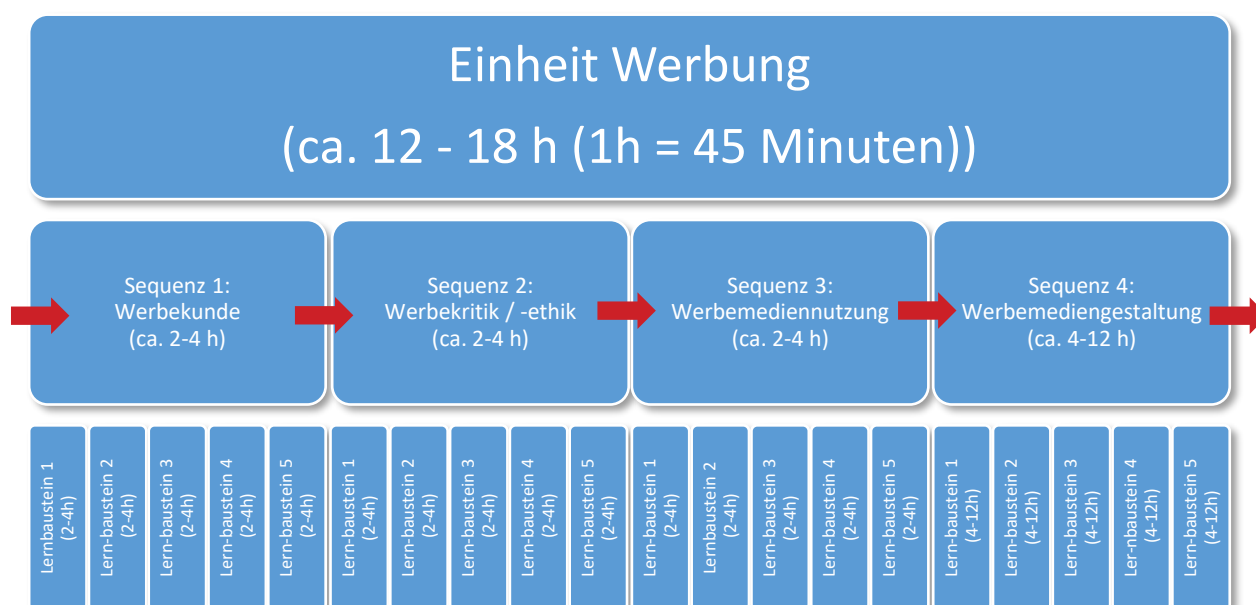 Einheit Werbung
(ca. 12 - 18 h (1h = 45 Minuten))
Sequenz 1:
Werbekunde
(ca. 2-4 h)
Sequenz 2:
Werbekritik / -ethik
(ca. 2-4 h)
Sequenz 3:
Werbemediennutzung
(ca. 2-4 h)
Sequenz 4:
Werbemediengestaltung
(ca. 4-12 h)
Lernbaustein 1
(2-4h)
Lern-baustein 2
(2-4h)
Lern-baustein 3
(2-4h)
Lern-baustein 4
(2-4h)
Lern-baustein 5
(2-4h)
Lern-baustein 1
(2-4h)
Lern-baustein 2
(2-4h)
Lern-baustein 3
(2-4h)
Lern-baustein 4
(2-4h)
Lern-baustein 5
(2-4h)
Lern-baustein 1
(2-4h)
Lernbaustein 2
(2-4h)
Lern-baustein 3
(2-4h)
Lern-baustein 4
(2-4h)
Lern-baustein 5
(2-4h)
Lern-baustein 1
(4-12h)
Lern-baustein 2
(4-12h)
Lern-baustein 3
(4-12h)
Ler-nbaustein 4
(4-12h)
Lern-baustein 5
(4-12h)